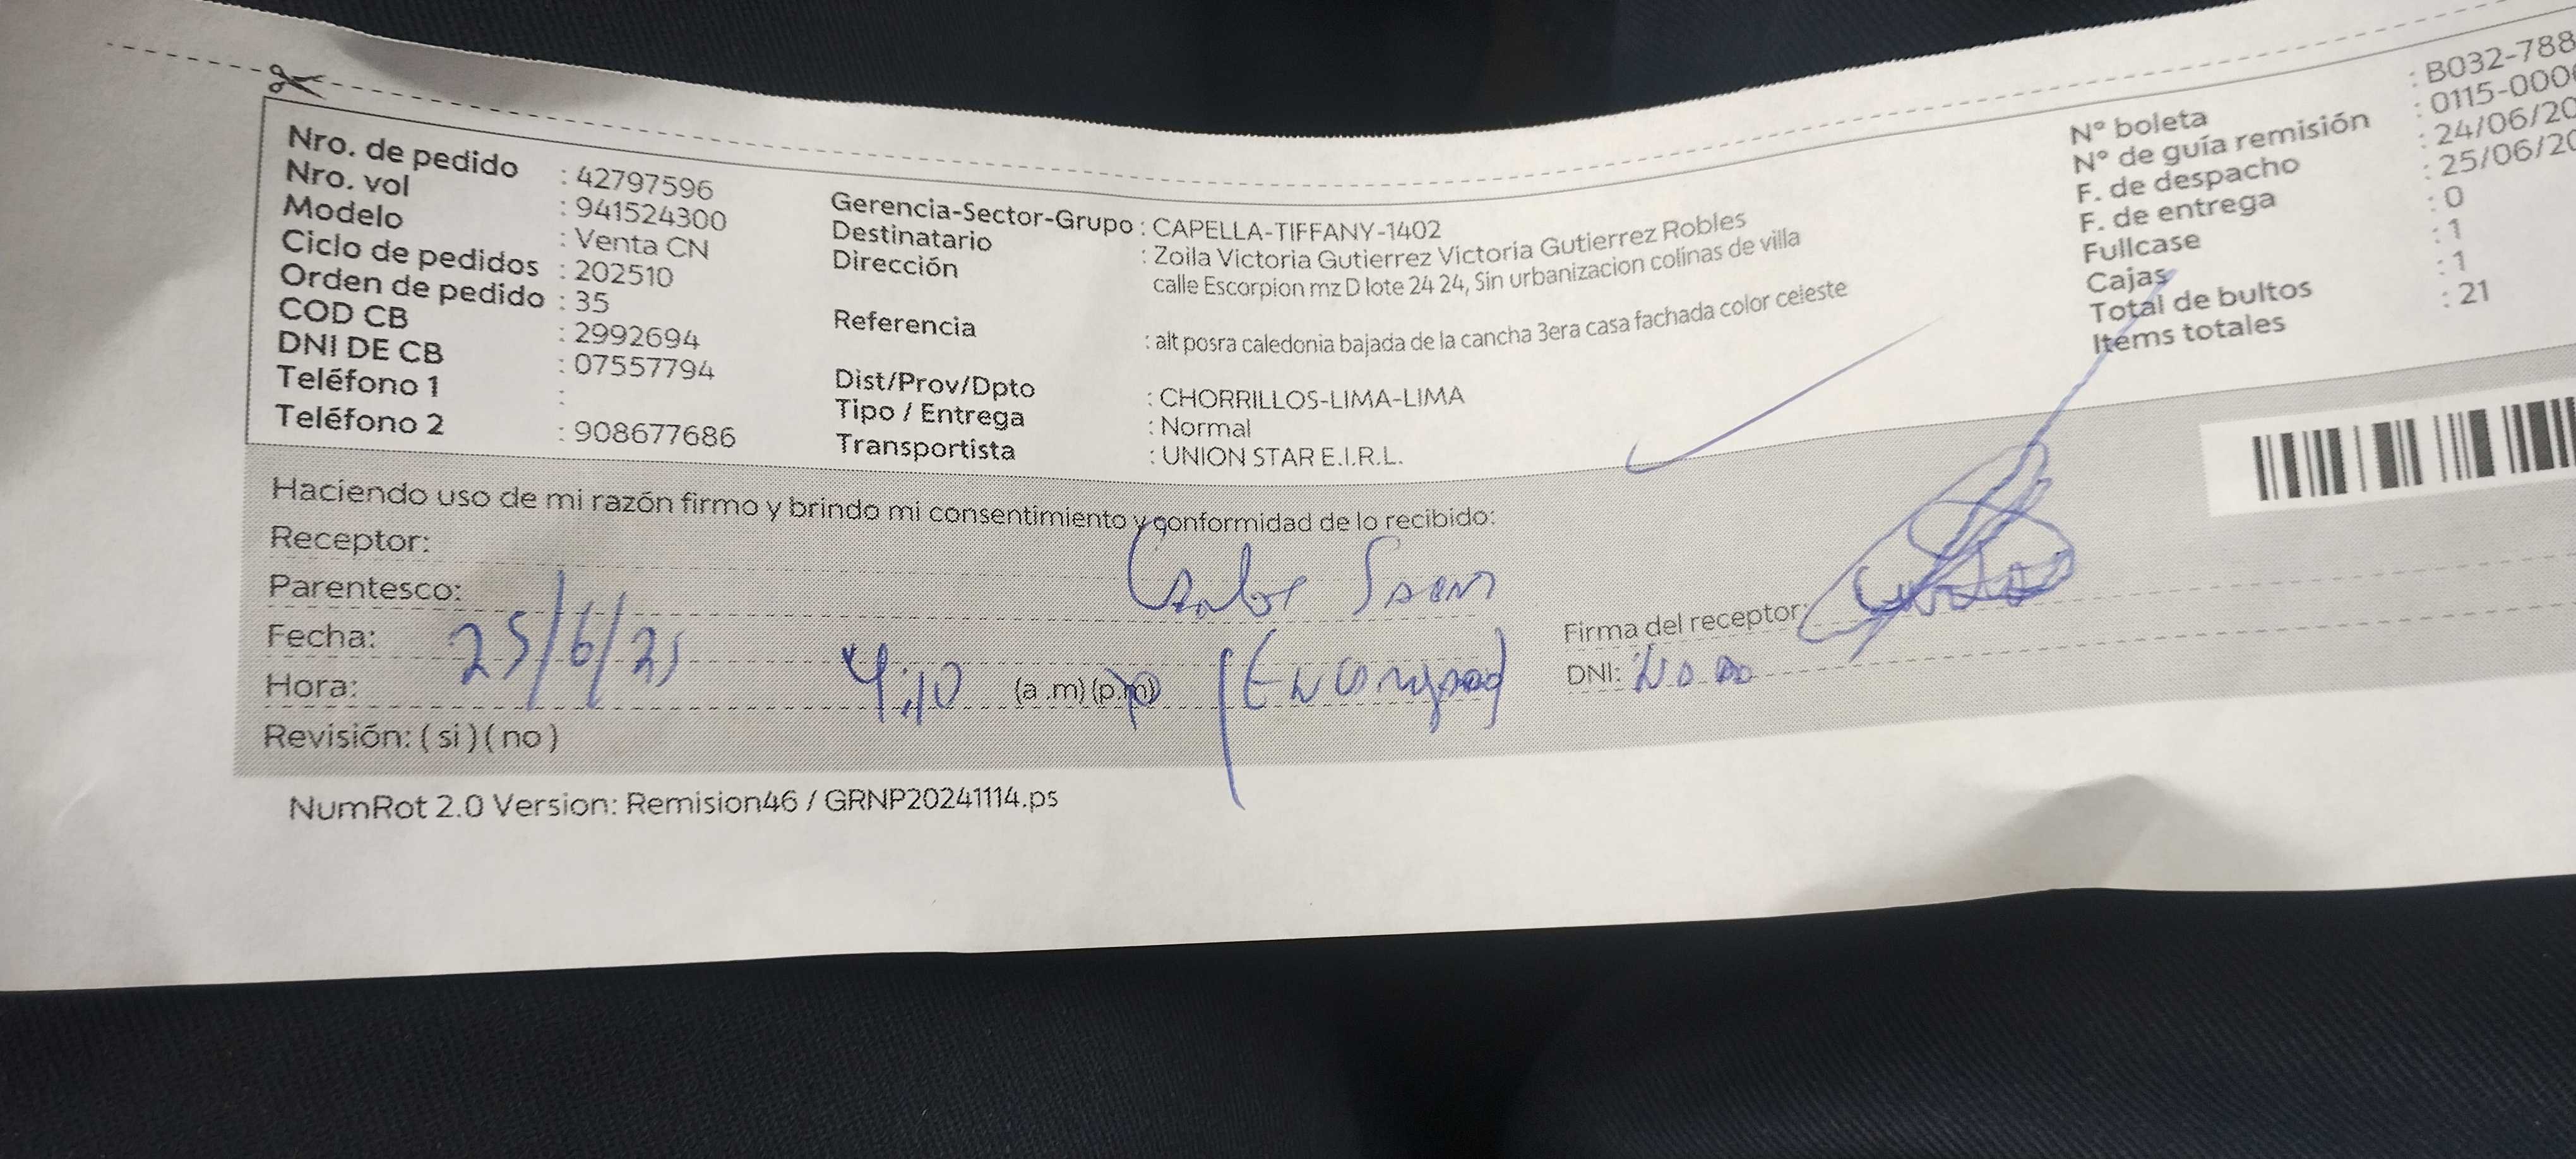 Nro. de pedido : 42797596
Nro. vol : 941524300
Modelo : Venta CN
Ciclo de pedidos : 202510
Orden de pedido : 35
COD CB : 2992694
DNI DE CB : 07557794
Teléfono 1 :
Teléfono 2 : 908677686
Gerencia-Sector-Grupo : CAPELLA-TIFFANY-1402
Destinatario : Zoila Victoria Gutierrez Victoria Gutierrez Robles
Dirección calle Escorpion mz D lote 24 24, Sin urbanizacion colinas de villa
Referencia : alt posra caledonia bajada de la cancha 3era casa fachada color celeste
Dist/Prov/Dpto : CHORRILLOS-LIMA-LIMA
Tipo / Entrega : Normal
Transportista : UNION STAR E.I.R.L.
N° boleta : B032-788
N° de guía remisión : 0115-000
F. de despacho : 24/06/20
F. de entrega : 25/06/20
Fullcase : 0
Cajas : 1
Total de bultos : 1
Items totales : 21
Haciendo uso de mi razón firmo y brindo mi consentimiento y conformidad de lo recibido:
Receptor:
Parentesco: Carlos
Fecha: 25/6/25
Hora: 4:10 (a .m) (p.m)
Revisión: ( si ) ( no )
Firma del receptor:
DNI:
NumRot 2.0 Version: Remision46 / GRNP20241114.ps